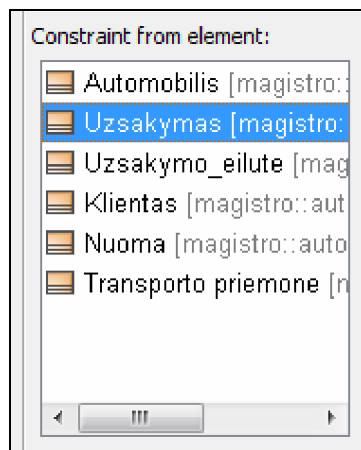 Constraint from element:
Automobilis [magistro::
Uzsakymas [magistro:
Uzsakymo_eilute [mag
Klientas [magistro::aut
Nuoma [magistro::auto
Transporto priemone [n